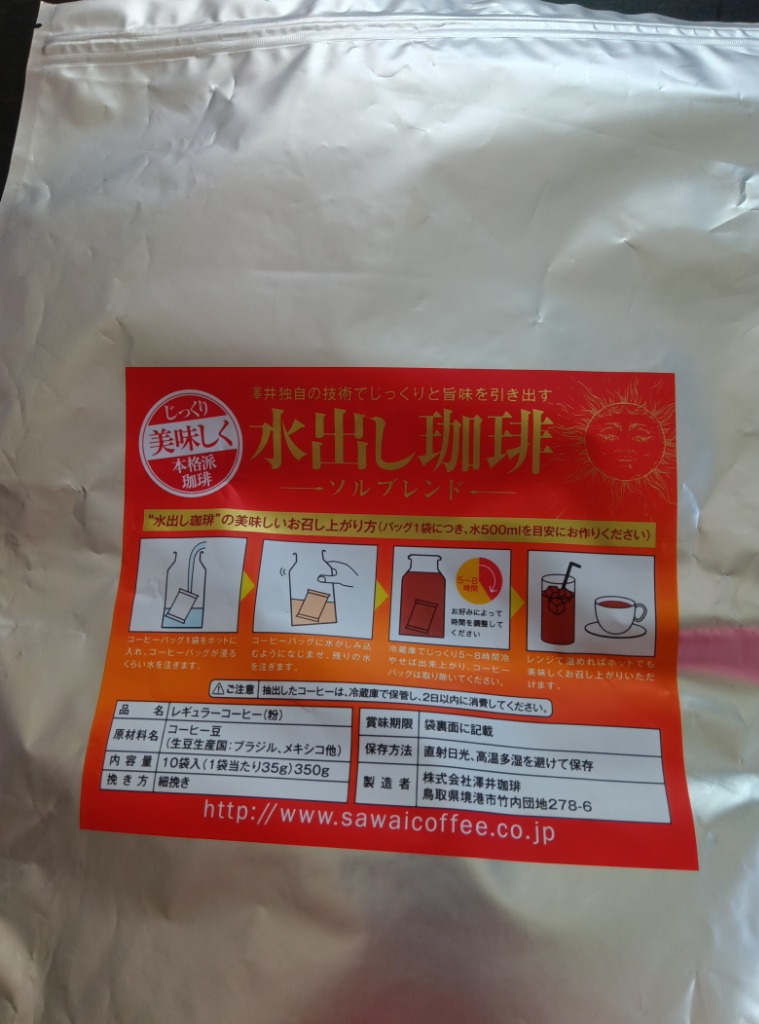 澤井独自の技術でじっくりと旨味を引き出す
じっくり
美味しく
本格派
珈琲
水出し珈琲
ソルブレンド
"水出し珈琲"の美味しいお召し上がり方(バッグ1袋につき、水500mlを目安にお作りください)
5〜8
時間
お好みによって
時間を調整して
ください
コーヒーバッグ1袋をポットに
入れ、コーヒーバッグが浸る
くらい水を注ぎます。
コーヒーバッグに水がしみ込
むようになじませ、残りの水
を注ぎます。
冷蔵庫でじっくり5〜8時間冷
やせば出来上がり。コーヒー
バッグは取り除いてください。
レンジで温めればホットでも
美味しくお召し上がりいただ
けます。
ご注意 抽出したコーヒーは、冷蔵庫で保管し、2日以内に消費してください。
品名 レギュラーコーヒー(粉)
原材料名 コーヒー豆
(生豆生産国:ブラジル、メキシコ他)
内容量 10袋入(1袋当たり35g)350g
挽き方 細挽き
賞味期限 袋裏面に記載
保存方法 直射日光、高温多湿を避けて保存
製造者 株式会社澤井珈琲
鳥取県境港市竹内団地278-6
http://www.sawaicoffee.co.jp